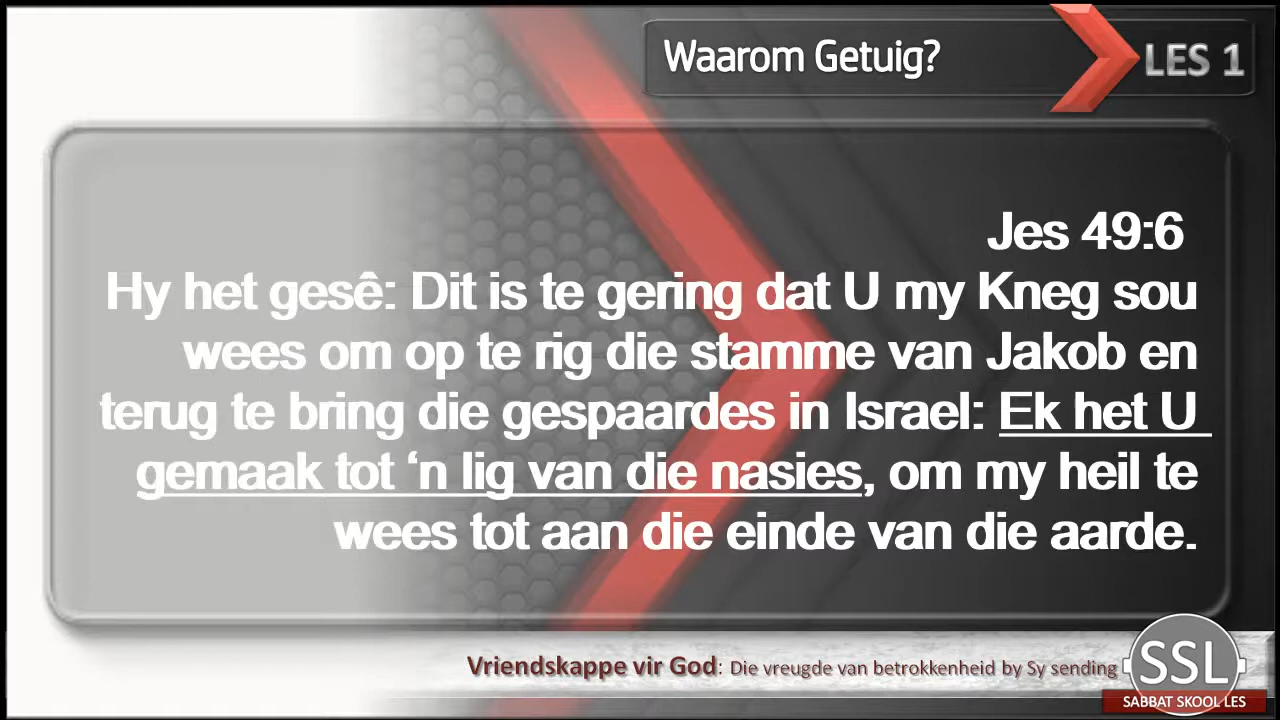 Waarom Getuig?
LES 1
Jes 49:6
Hy het gesê: Dit is te gering dat U my Kneg sou
wees om op te rig die stamme van Jakob en
terug te bring die gespaardes in Israel: Ek het U
gemaak tot ‘n lig van die nasies, om my heil te
wees tot aan die einde van die aarde.
Vriendskappe vir God: Die vreugde van betrokkenheid by Sy sending
SSL
SABBAT SKOOL LES